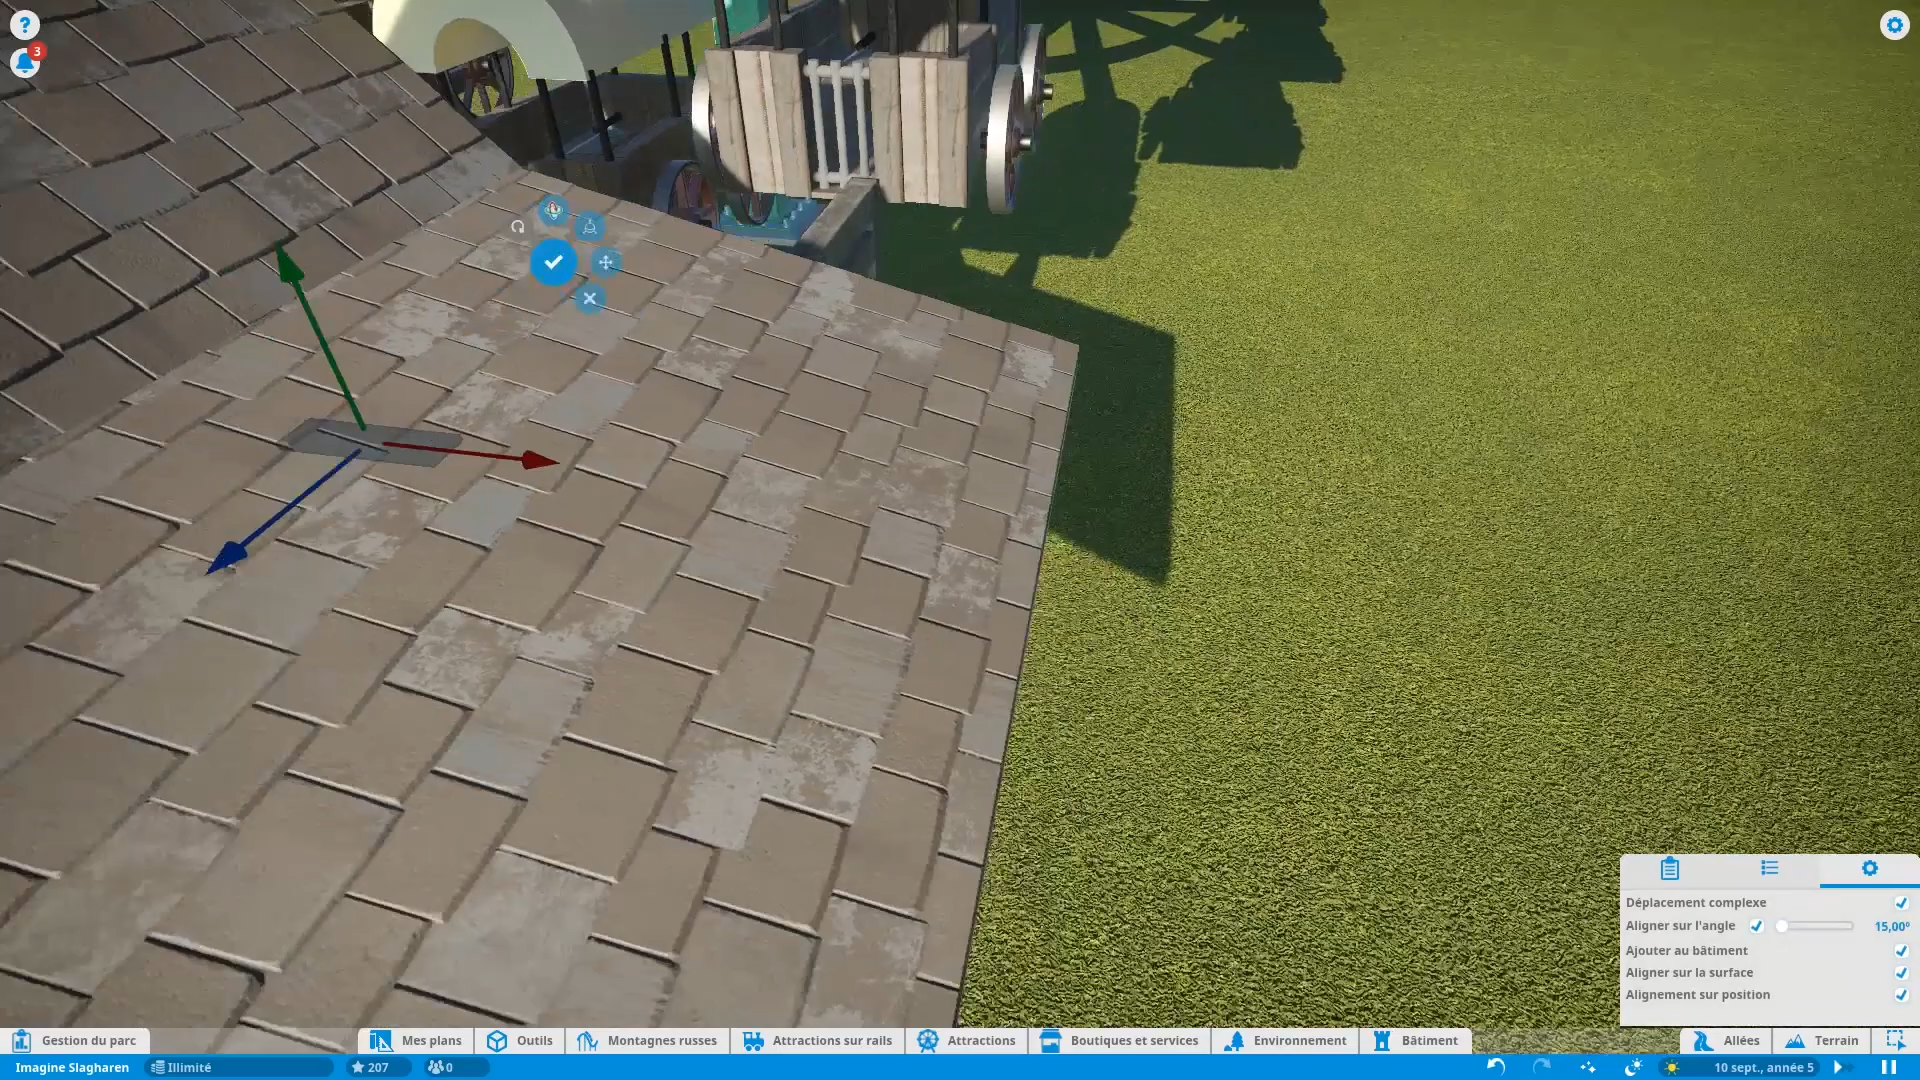 ?
3
Déplacement complexe
Aligner sur l'angle 15,00°
Ajouter au bâtiment
Aligner sur la surface
Alignement sur position
Gestion du parc
Mes plans
Outils
Montagnes russes
Attractions sur rails
Attractions
Boutiques et services
Environnement
Bâtiment
Allées
Terrain
Imagine Slagharen
Illimité
207
0
10 sept., année 5